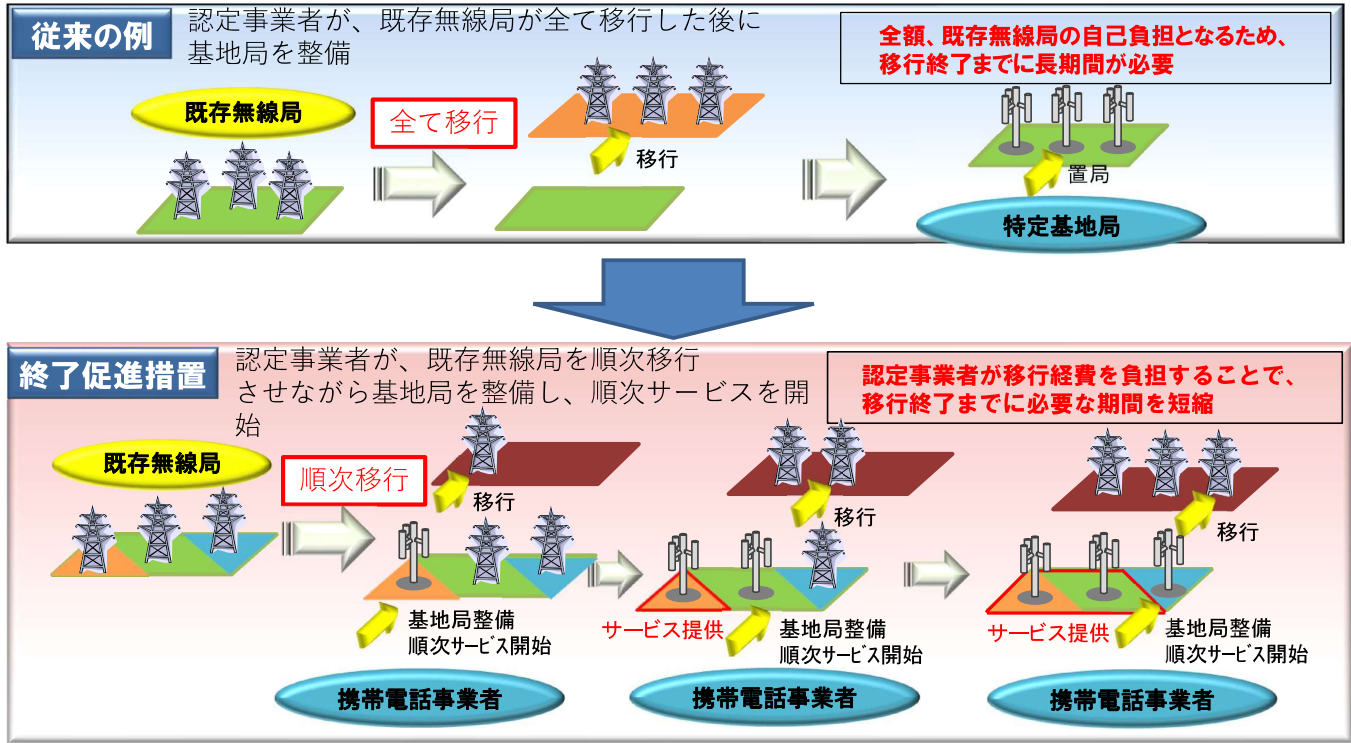 従来の例
認定事業者が、既存無線局が全て移行した後に
基地局を整備
全額、既存無線局の自己負担となるため、
移行終了までに長期間が必要
既存無線局
全て移行
移行
置局
特定基地局
終了促進措置
認定事業者が、既存無線局を順次移行
させながら基地局を整備し、順次サービスを開
始
認定事業者が移行経費を負担することで、
移行終了までに必要な期間を短縮
既存無線局
順次移行
移行
移行
移行
基地局整備
順次サービス開始
サービス提供
基地局整備
順次サービス開始
サービス提供
基地局整備
順次サービス開始
携帯電話事業者
携帯電話事業者
携帯電話事業者